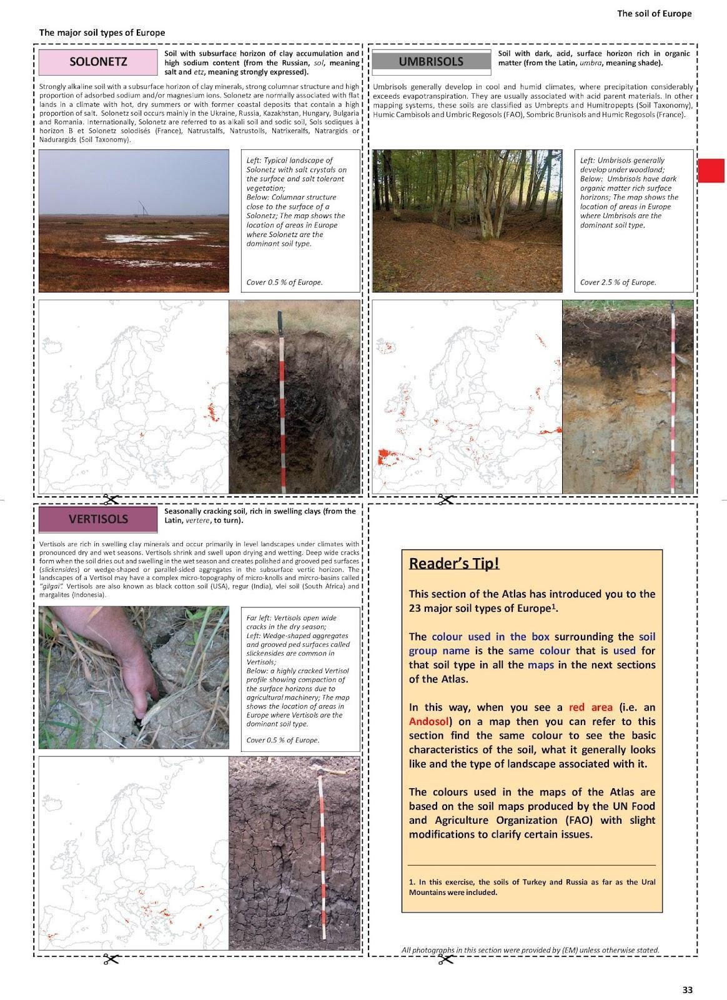 The soil of Europe
The major soil types of Europe
SOLONETZ
Soil with subsurface horizon of clay accumulation and
high sodium content (from the Russian, sol, meaning
salt and etz, meaning strongly expressed).
Strongly alkaline soil with a subsurface horizon of clay minerals, strong columnar structure and high
proportion of adsorbed sodium and/or magnesium ions. Solonetz are normally associated with flat
lands in a climate with hot, dry summers or with former coastal deposits that contain a high
proportion of salt. Solonetz soil occurs mainly in the Ukraine, Russia, Kazakhstan, Hungary, Bulgaria
and Romania. Internationally, Solonetz are referred to as alkali soil and sodic soil, Sols sodiques à
horizon B et Solonetz solodisés (France), Natrustalfs, Natrustolls, Natrixeralfs, Natrargids or
Nadurargids (Soil Taxonomy).
Left: Typical landscape of
Solonetz with salt crystals on
the surface and salt tolerant
vegetation;
Below: Columnar structure
close to the surface of a
Solonetz; The map shows the
location of areas in Europe
where Solonetz are the
dominant soil type.
Cover 0.5 % of Europe.
UMBRISOLS
Soil with dark, acid, surface horizon rich in organic
matter (from the Latin, umbra, meaning shade).
Umbrisols generally develop in cool and humid climates, where precipitation considerably
exceeds evapotranspiration. They are usually associated with acid parent materials. In other
mapping systems, these soils are classified as Umbrepts and Humitropepts (Soil Taxonomy),
Humic Cambisols and Umbric Regosols (FAO), Sombric Brunisols and Humic Regosols (France).
Left: Umbrisols generally
develop under woodland;
Below: Umbrisols have dark
organic matter rich surface
horizons; The map shows the
location of areas in Europe
where Umbrisols are the
dominant soil type.
Cover 2.5 % of Europe.
VERTISOLS
Seasonally cracking soil, rich in swelling clays (from the
Latin, vertere, to turn).
Vertisols are rich in swelling clay minerals and occur primarily in level landscapes under climates with
pronounced dry and wet seasons. Vertisols shrink and swell upon drying and wetting. Deep wide cracks
form when the soil dries out and swelling in the wet season and creates polished and grooved ped surfaces
(slickensides) or wedge-shaped or parallel-sided aggregates in the subsurface vertic horizon. The
landscapes of a Vertisol may have a complex micro-topography of micro-knolls and mircro-basins called
“gilgai”. Vertisols are also known as black cotton soil (USA), regur (India), vlei soil (South Africa) and
margalites (Indonesia).
Far left: Vertisols open wide
cracks in the dry season;
Left: Wedge-shaped aggregates
and grooved ped surfaces called
slickensides are common in
Vertisols;
Below: a highly cracked Vertisol
profile showing compaction of
the surface horizons due to
agricultural machinery; The map
shows the location of areas in
Europe where Vertisols are the
dominant soil type.
Cover 0.5 % of Europe.
Reader’s Tip!
This section of the Atlas has introduced you to the
23 major soil types of Europe¹.
The colour used in the box surrounding the soil
group name is the same colour that is used for
that soil type in all the maps in the next sections
of the Atlas.
In this way, when you see a red area (i.e. an
Andosol) on a map then you can refer to this
section find the same colour to see the basic
characteristics of the soil, what it generally looks
like and the type of landscape associated with it.
The colours used in the maps of the Atlas are
based on the soil maps produced by the UN Food
and Agriculture Organization (FAO) with slight
modifications to clarify certain issues.
1. In this exercise, the soils of Turkey and Russia as far as the Ural
Mountains were included.
All photographs in this section were provided by (EM) unless otherwise stated.
33